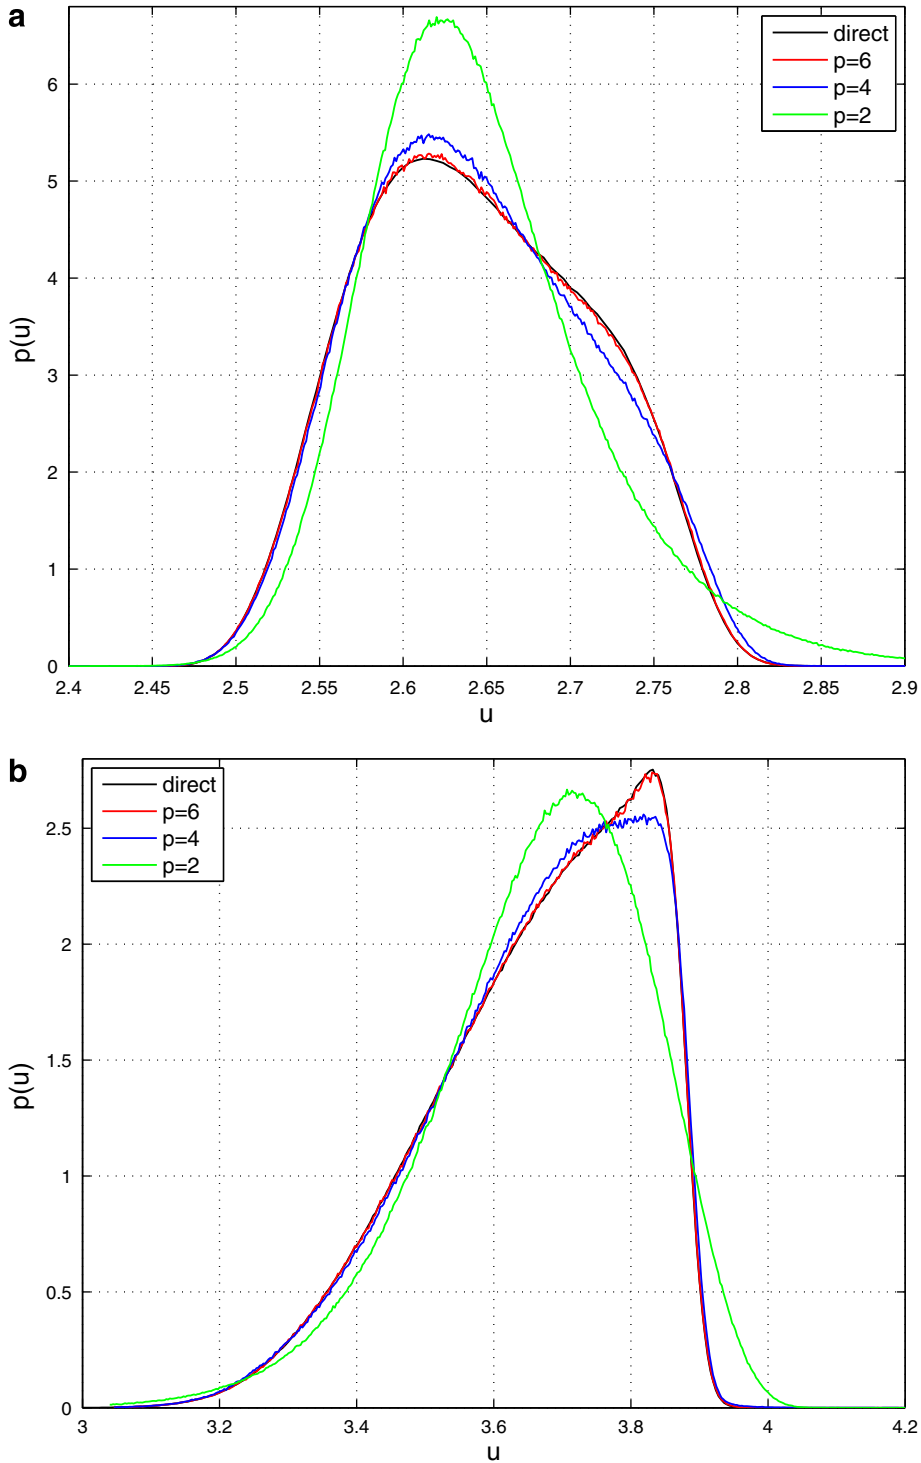 a
direct
p=6
p=4
p=2
6
5
4
3
2
1
0
p(u)
2.4 2.45 2.5 2.55 2.6 2.65 2.7 2.75 2.8 2.85 2.9
u
b
direct
p=6
p=4
p=2
2.5
2
1.5
1
0.5
0
p(u)
3 3.2 3.4 3.6 3.8 4 4.2
u